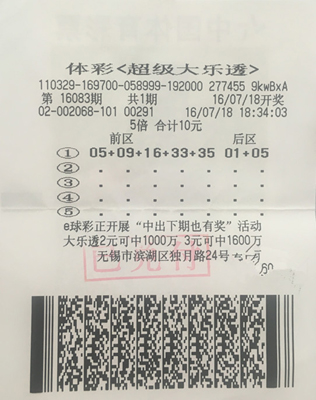 体彩<超级大乐透>
110329-169700-058999-192000 277455 9kwBxA
第 16083期 共1期 16/07/18开奖
02-002068-101 00291 16/07/18 18:34:03
5倍 合计10元
前区 后区
① 05+09+16+33+35 01+05
②
③
④
⑤
e球彩正开展“中出下期也有奖”活动
大乐透2元可中1000万 3元可中1600万
无锡市滨湖区独月路24号
已兑付